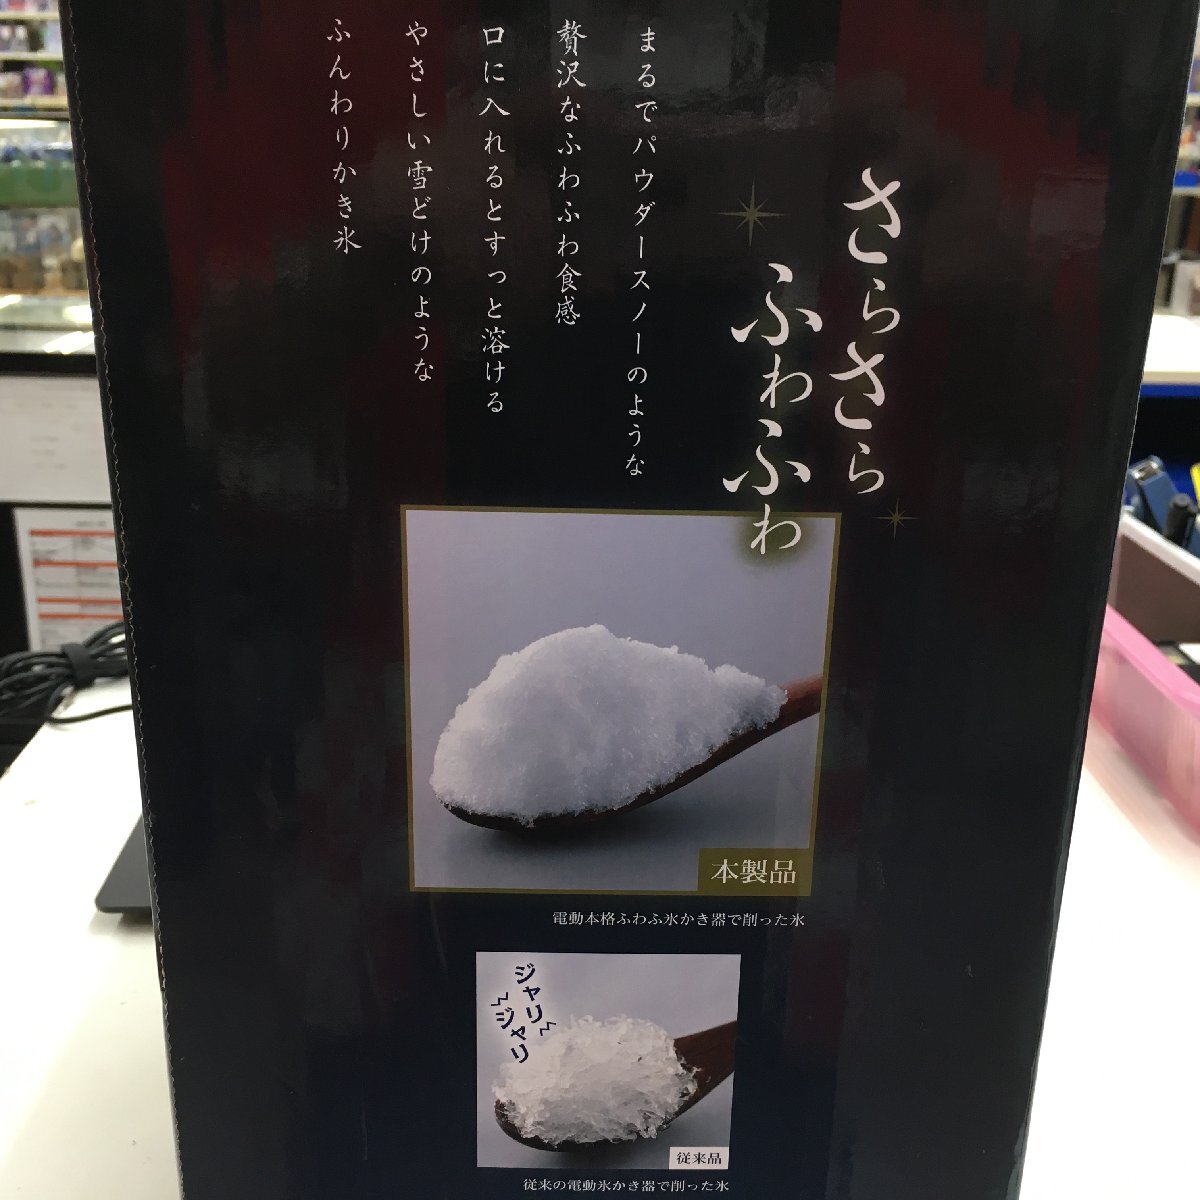 さらさら
ふわふわ
まるでパウダースノーのような
贅沢なふわふわ食感
口に入れるとすっと溶ける
やさしい雪どけのような
ふんわりかき氷
本製品
電動本格ふわふ氷かき器で削った氷
ジャリ
ジャリ
従来品
従来の電動氷かき器で削った氷